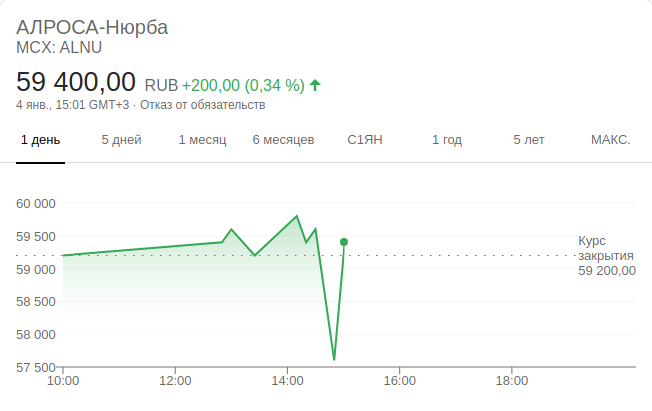 АЛРОСА-Нюрба
MCX: ALNU
59 400,00 RUB +200,00 (0,34 %)
4 янв., 15:01 GMT+3 · Отказ от обязательств
1 день 5 дней 1 месяц 6 месяцев С1ЯН 1 год 5 лет МАКС.
60 000
59 500
59 000
58 500
58 000
57 500
Курс
закрытия
59 200,00
10:00 12:00 14:00 16:00 18:00